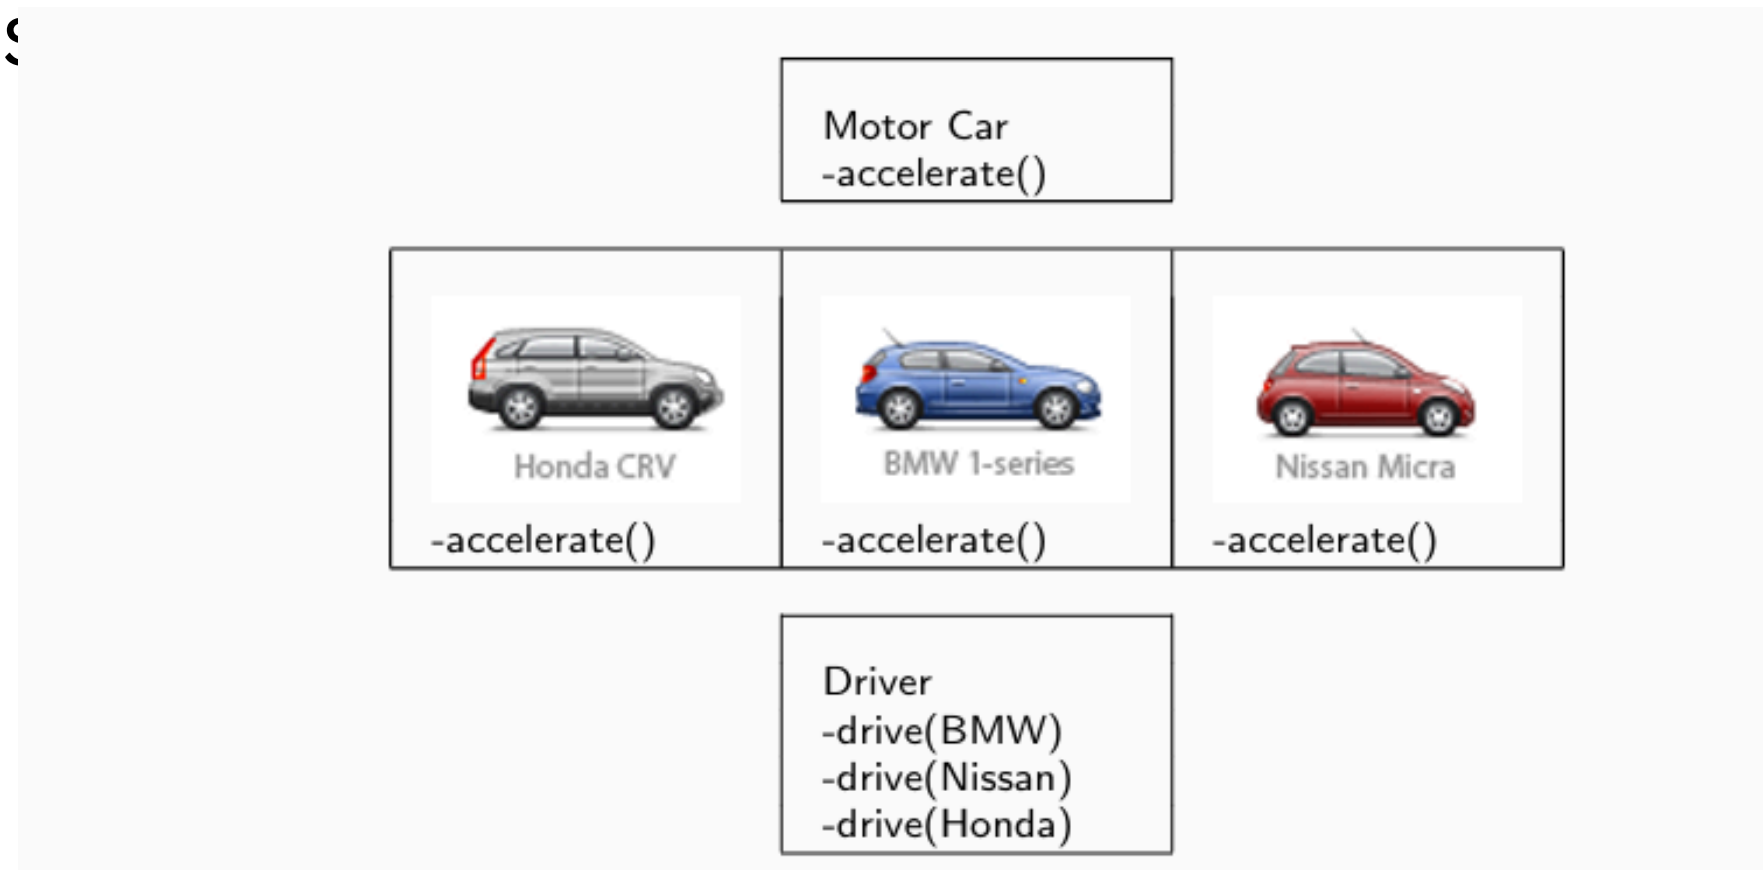 Motor Car
-accelerate()
Honda CRV
BMW 1-series
Nissan Micra
-accelerate()
-accelerate()
-accelerate()
Driver
-drive(BMW)
-drive(Nissan)
-drive(Honda)